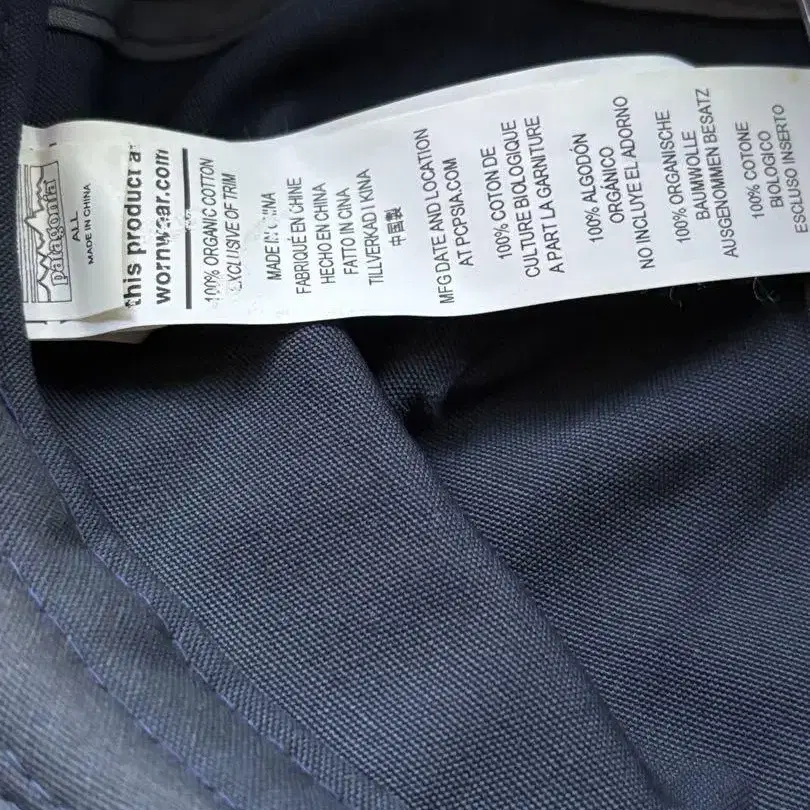 patagonia®
ALL
MADE IN CHINA
this product at
wornwear.com
100% ORGANIC COTTON
EXCLUSIVE OF TRIM
MADE IN CHINA
FABRIQUÉ EN CHINE
HECHO EN CHINA
FATTO IN CINA
TILLVERKAD I KINA
中国製
MFG DATE AND LOCATION
AT PCPSIA.COM
100% COTON DE
CULTURE BIOLOGIQUE
A PART LA GARNITURE
100% ALGODÓN
ORGÁNICO
NO INCLUYE EL ADORNO
100% ORGANISCHE
BAUMWOLLE
AUSGENOMMEN BESATZ
100% COTONE
BIOLOGICO
ESCLUSO INSERTO